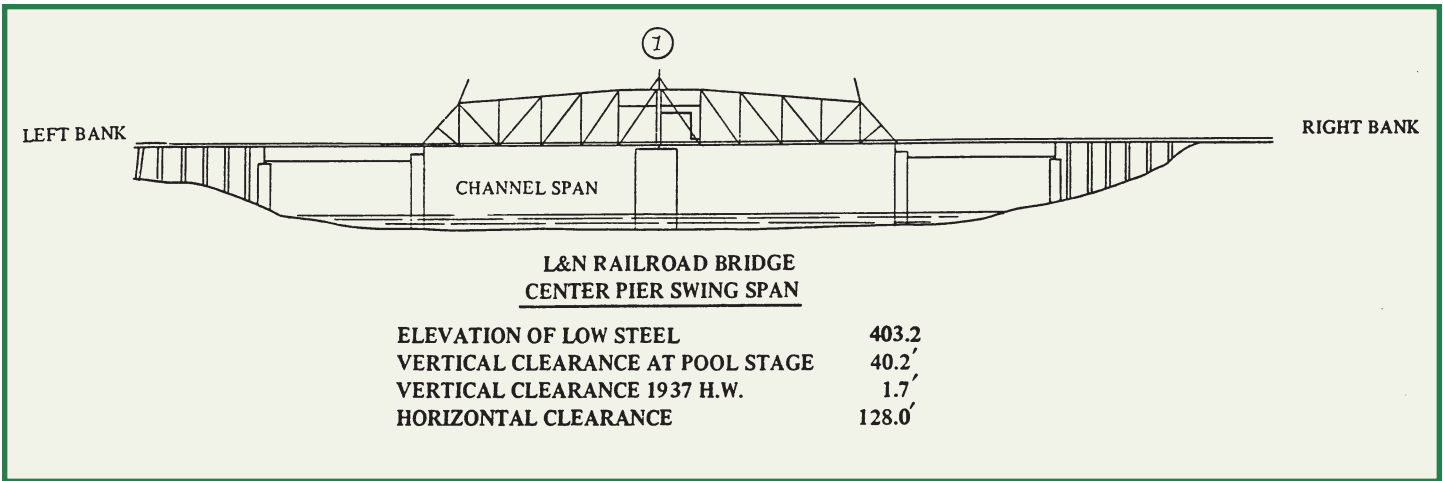 1
LEFT BANK
RIGHT BANK
CHANNEL SPAN
L&N RAILROAD BRIDGE
CENTER PIER SWING SPAN
ELEVATION OF LOW STEEL 403.2
VERTICAL CLEARANCE AT POOL STAGE 40.2′
VERTICAL CLEARANCE 1937 H.W. 1.7′
HORIZONTAL CLEARANCE 128.0′